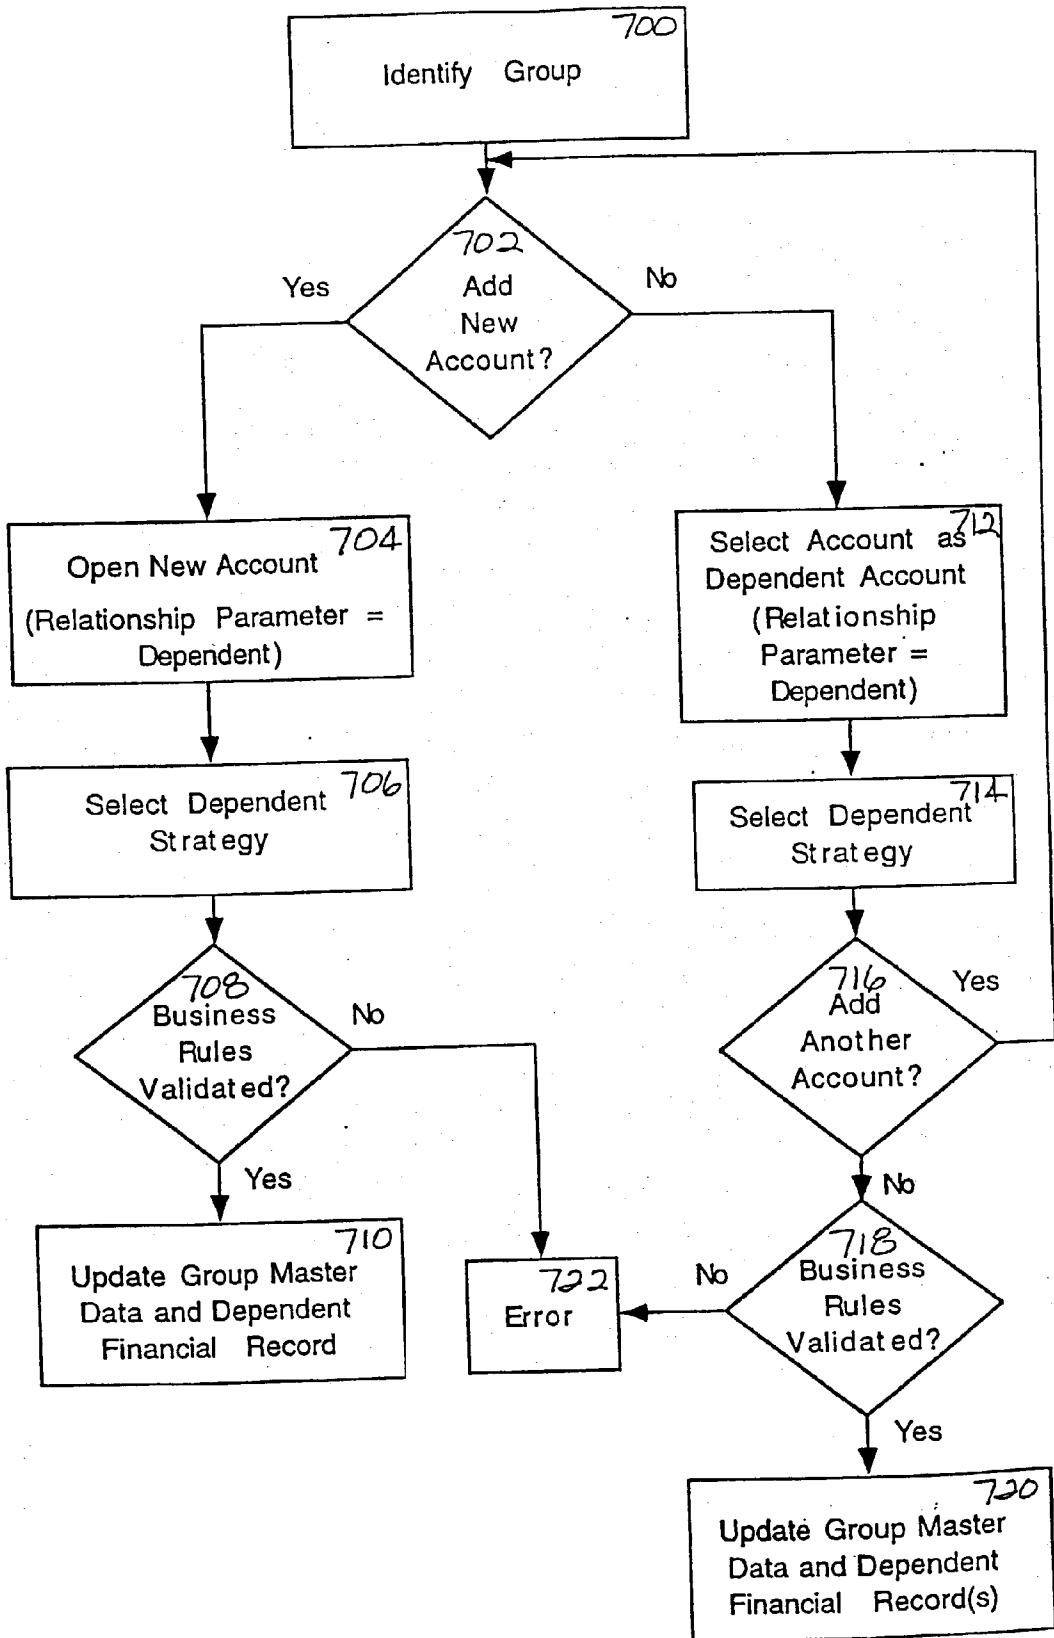 700
Identify Group
702
Add
New
Account?
Yes
No
704
Open New Account
(Relationship Parameter =
Dependent)
712
Select Account as
Dependent Account
(Relationship
Parameter =
Dependent)
706
Select Dependent
Strategy
714
Select Dependent
Strategy
708
Business
Rules
Validated?
No
716
Add
Another
Account?
Yes
Yes
No
710
Update Group Master
Data and Dependent
Financial Record
722
Error
No
718
Business
Rules
Validated?
Yes
720
Update Group Master
Data and Dependent
Financial Record(s)